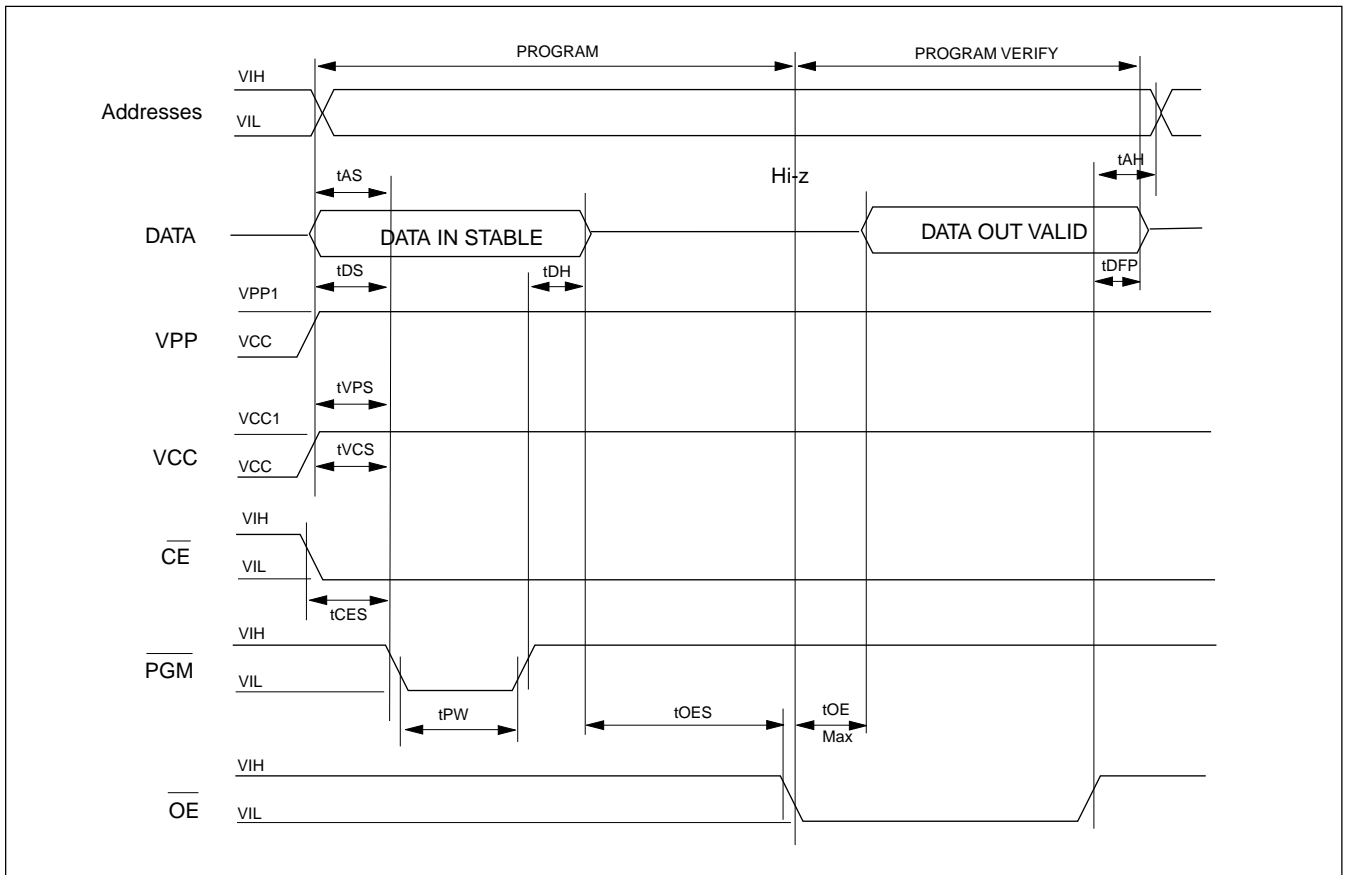 PROGRAM
PROGRAM VERIFY
VIH
Addresses
VIL
tAS
Hi-z
tAH
DATA
DATA IN STABLE
DATA OUT VALID
tDS
tDH
tDFP
VPP1
VPP
VCC
tVPS
VCC1
VCC
tVCS
VCC
VIH
CE
VIL
tCES
VIH
PGM
VIL
tPW
tOES
tOE
Max
VIH
OE
VIL